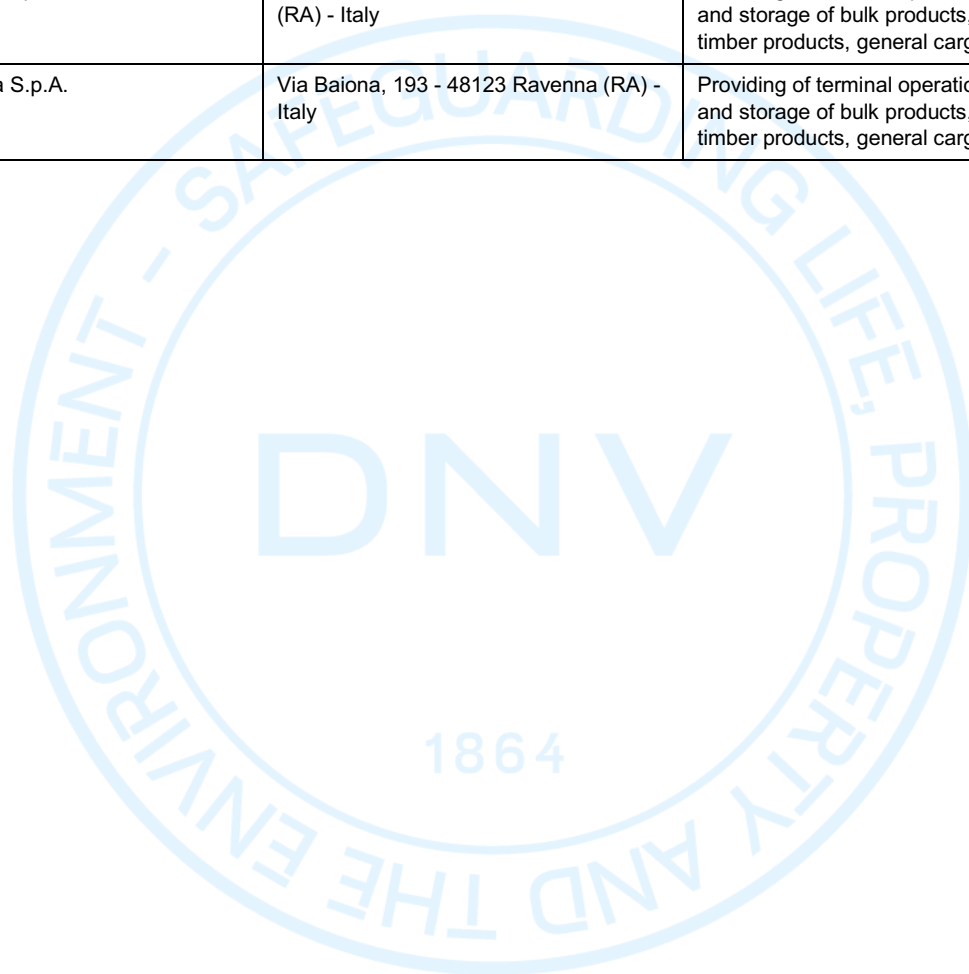 (RA) - Italy
and storage of bulk products,
timber products, general carg
S.p.A.
Via Baiona, 193 - 48123 Ravenna (RA) -
Italy
Providing of terminal operatio
and storage of bulk products,
timber products, general carg
SAFEGUARDING LIFE, PROPERTY AND THE ENVIRONMENT -
DNV
1864